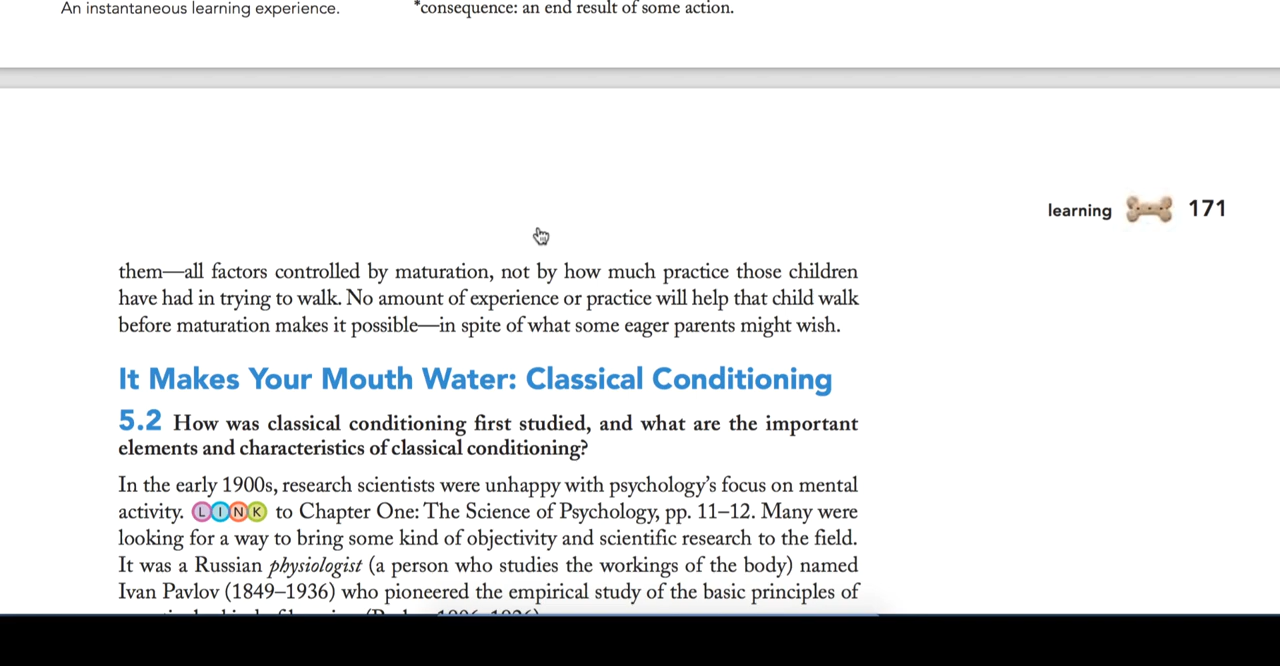 An instantaneous learning experience.
*consequence: an end result of some action.
learning 171
them—all factors controlled by maturation, not by how much practice those children
have had in trying to walk. No amount of experience or practice will help that child walk
before maturation makes it possible—in spite of what some eager parents might wish.
It Makes Your Mouth Water: Classical Conditioning
5.2 How was classical conditioning first studied, and what are the important
elements and characteristics of classical conditioning?
In the early 1900s, research scientists were unhappy with psychology's focus on mental
activity. LINK to Chapter One: The Science of Psychology, pp. 11–12. Many were
looking for a way to bring some kind of objectivity and scientific research to the field.
It was a Russian physiologist (a person who studies the workings of the body) named
Ivan Pavlov (1849–1936) who pioneered the empirical study of the basic principles of